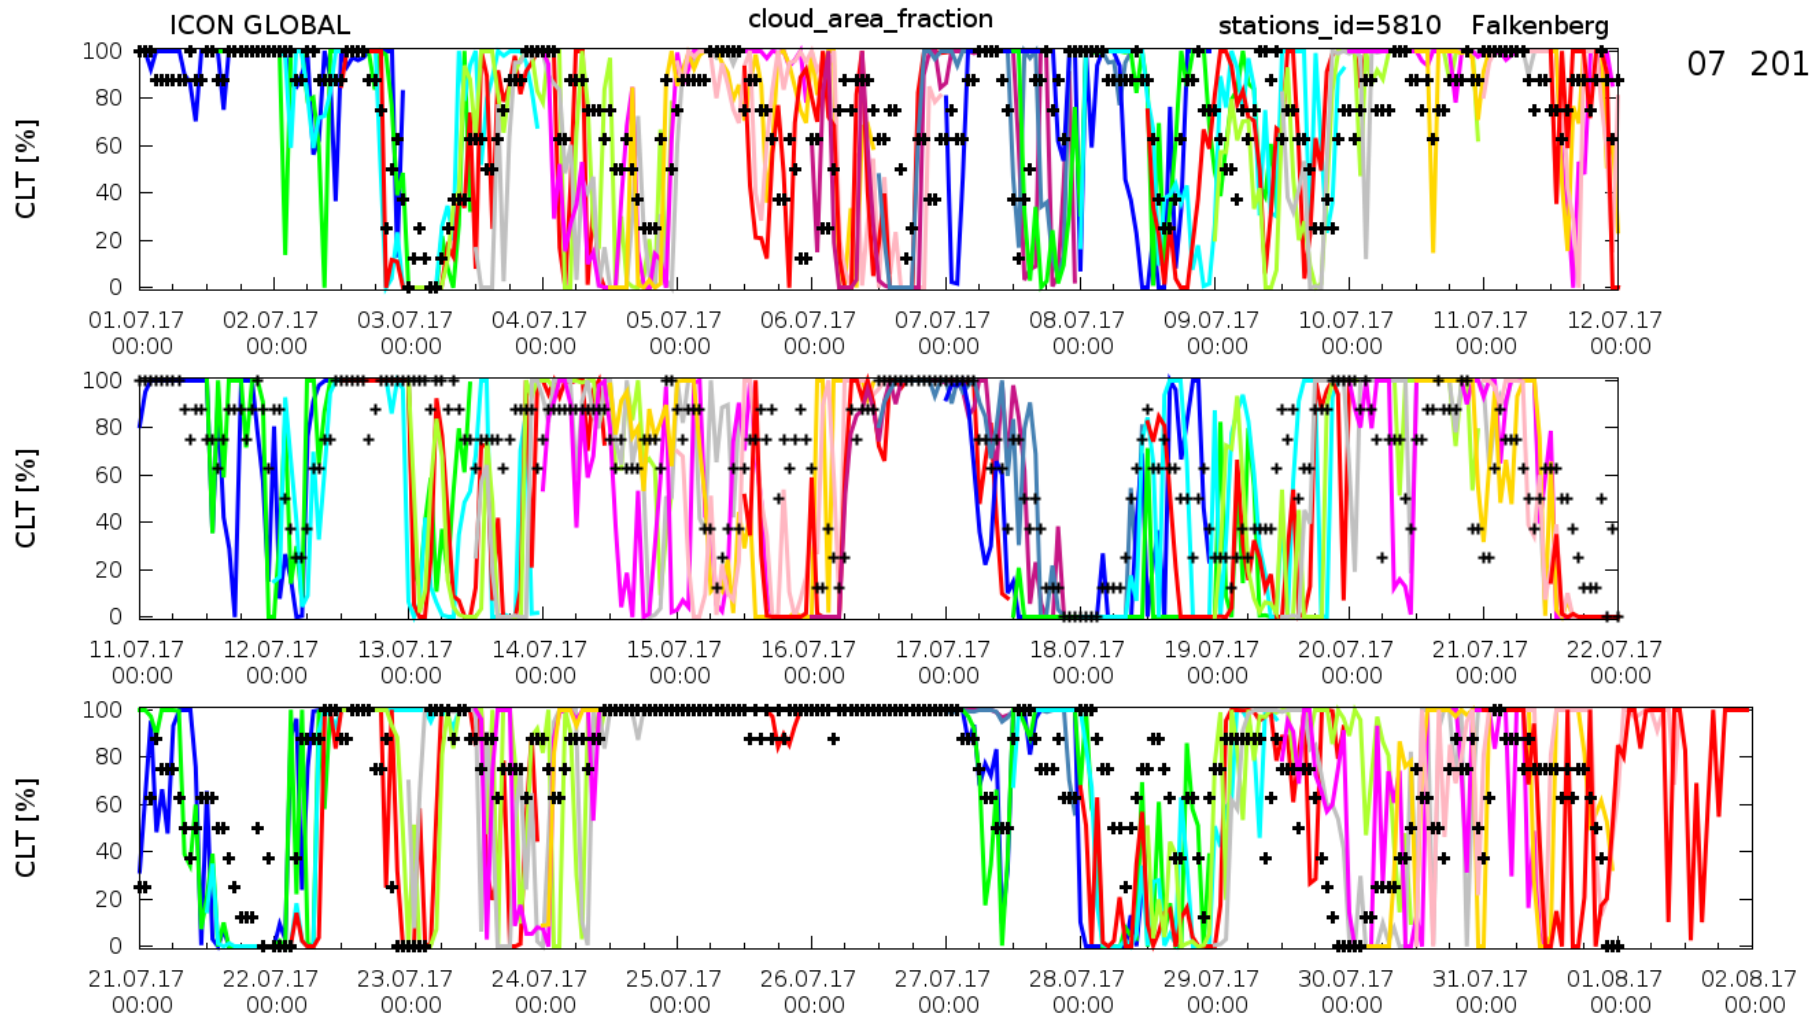 ICON GLOBAL cloud_area_fraction stations_id=5810 Falkenberg
07 201
CLT [%]
100
80
60
40
20
0
01.07.17 02.07.17 03.07.17 04.07.17 05.07.17 06.07.17 07.07.17 08.07.17 09.07.17 10.07.17 11.07.17 12.07.17
00:00 00:00 00:00 00:00 00:00 00:00 00:00 00:00 00:00 00:00 00:00 00:00
CLT [%]
100
80
60
40
20
0
11.07.17 12.07.17 13.07.17 14.07.17 15.07.17 16.07.17 17.07.17 18.07.17 19.07.17 20.07.17 21.07.17 22.07.17
00:00 00:00 00:00 00:00 00:00 00:00 00:00 00:00 00:00 00:00 00:00 00:00
CLT [%]
100
80
60
40
20
0
21.07.17 22.07.17 23.07.17 24.07.17 25.07.17 26.07.17 27.07.17 28.07.17 29.07.17 30.07.17 31.07.17 01.08.17 02.08.17
00:00 00:00 00:00 00:00 00:00 00:00 00:00 00:00 00:00 00:00 00:00 00:00 00:00